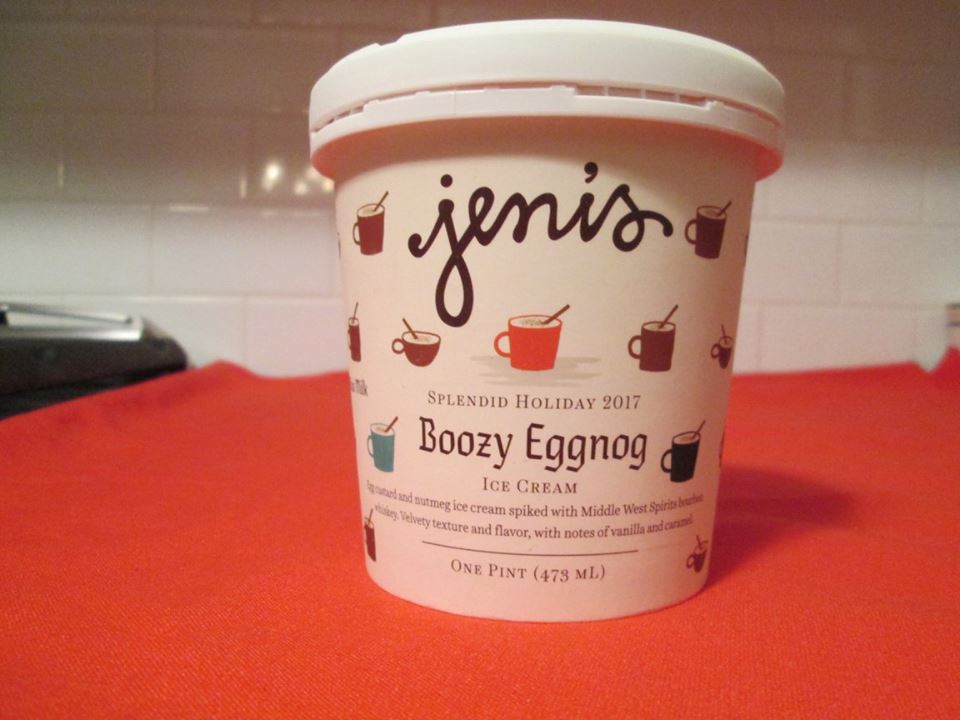 jeni's
Splendid Holiday 2017
Boozy Eggnog
Ice Cream
Egg custard and nutmeg ice cream spiked with Middle West Spirits bourbon
whiskey. Velvety texture and flavor, with notes of vanilla and caramel.
One Pint (473 mL)
Milk